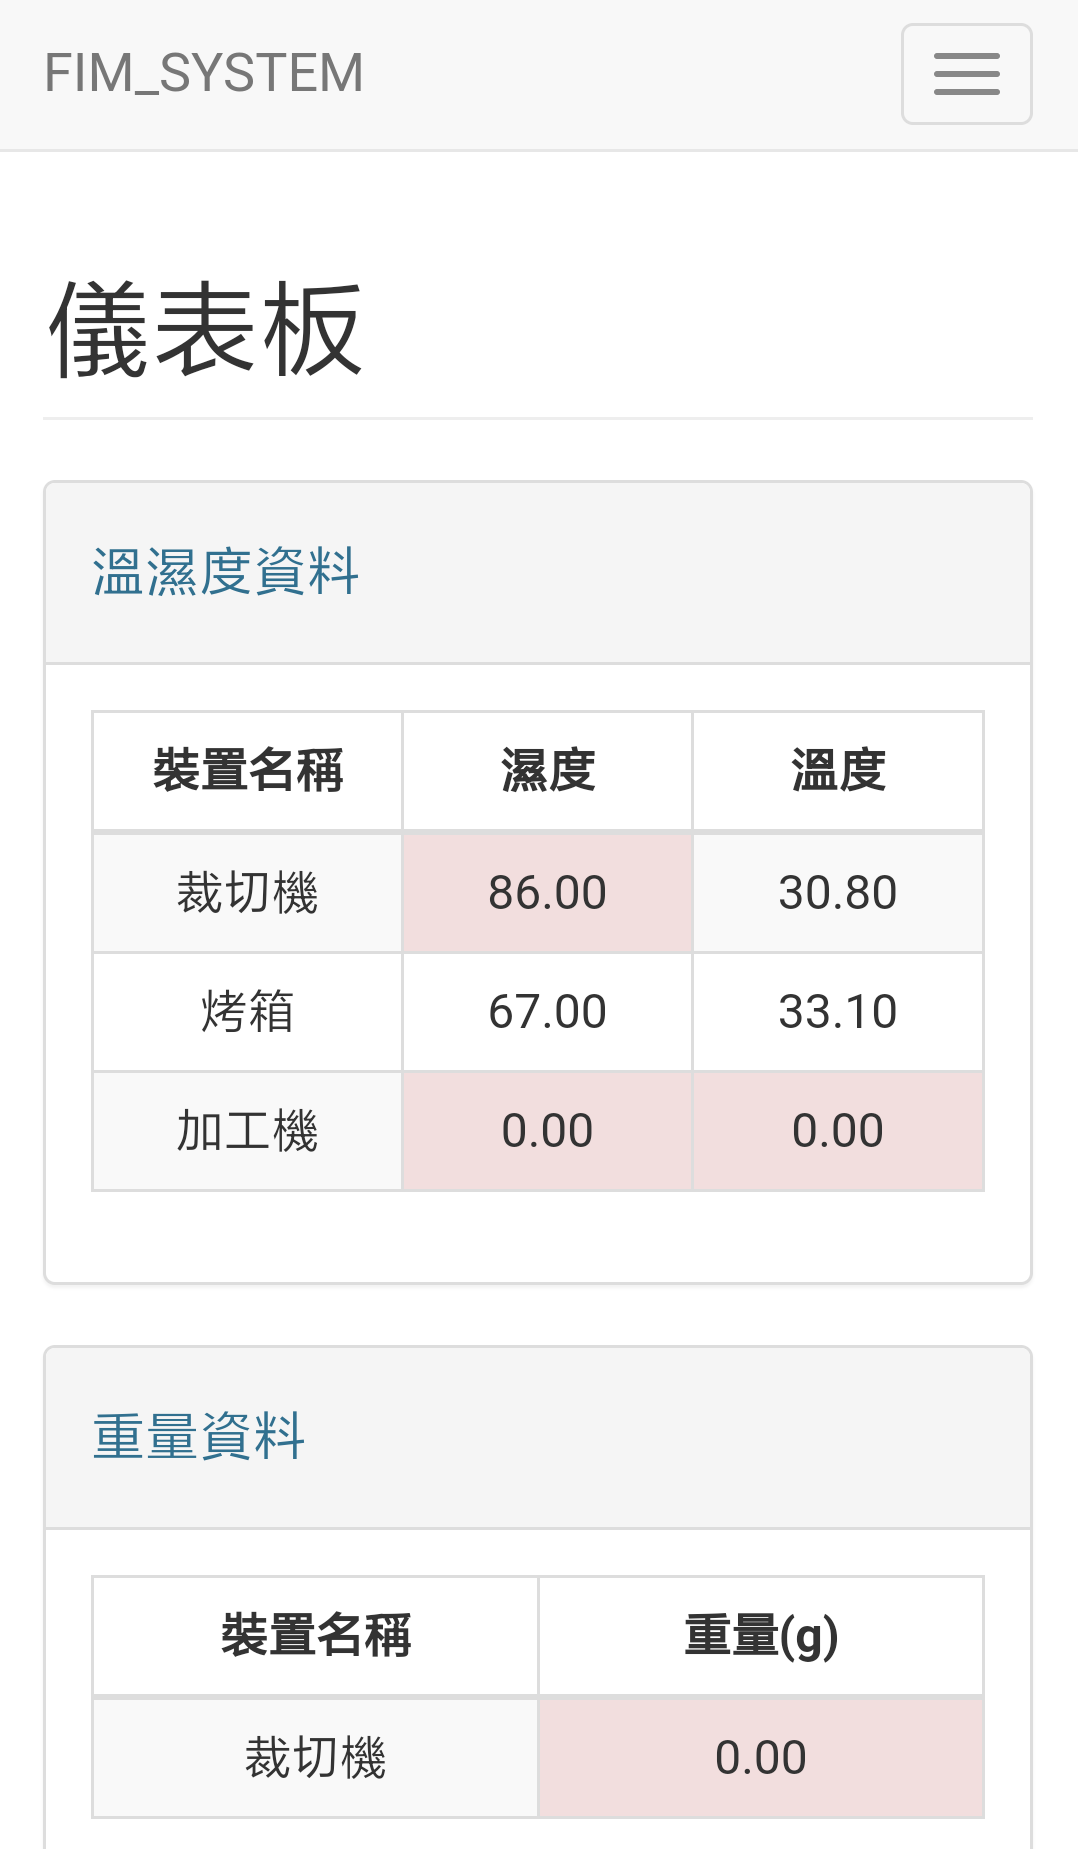 FIM_SYSTEM
儀表板
溫濕度資料
裝置名稱 濕度 溫度
裁切機 86.00 30.80
烤箱 67.00 33.10
加工機 0.00 0.00
重量資料
裝置名稱 重量(g)
裁切機 0.00